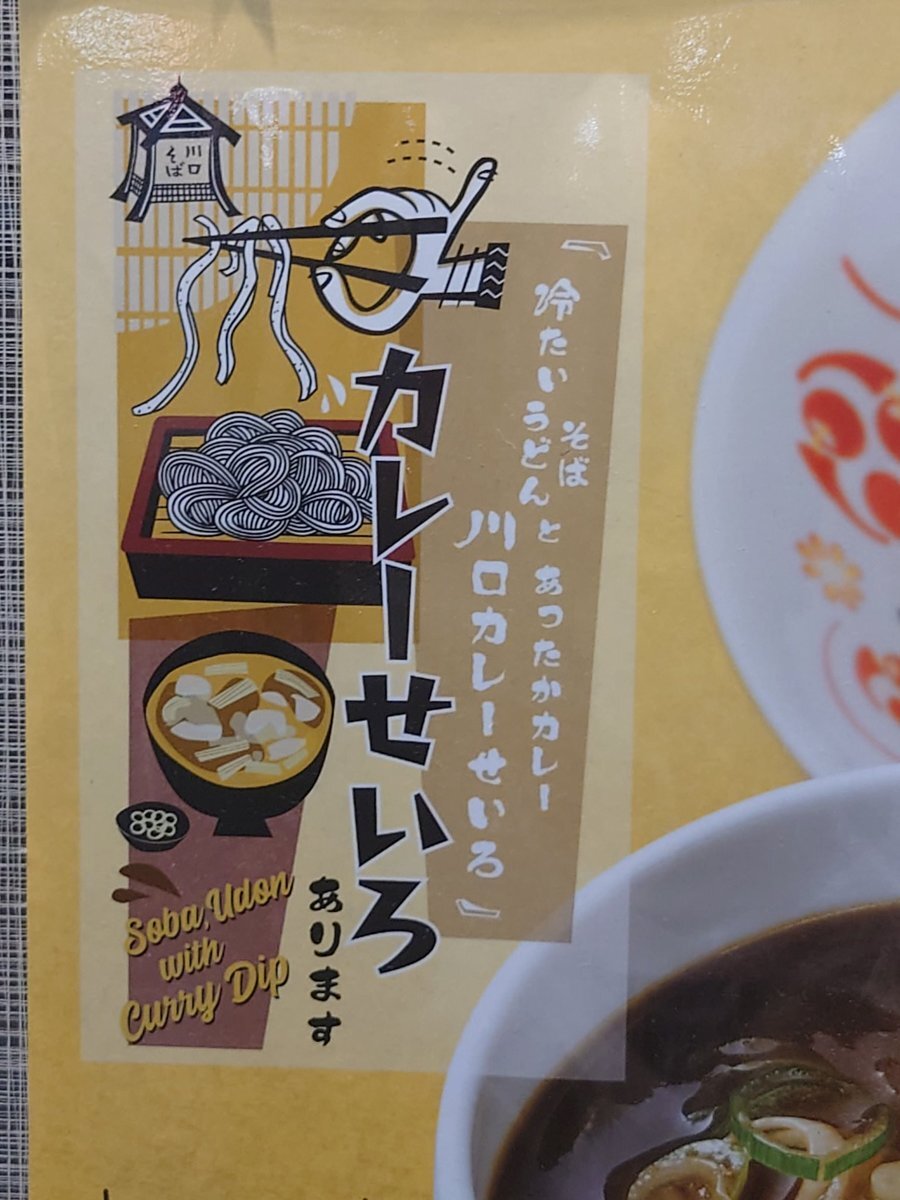 川口
そば
『冷たいうどん
そば
とあったかカレー
川口カレーせいろ』
カレーせいろ
あります
Soba, Udon
with
Curry Dip